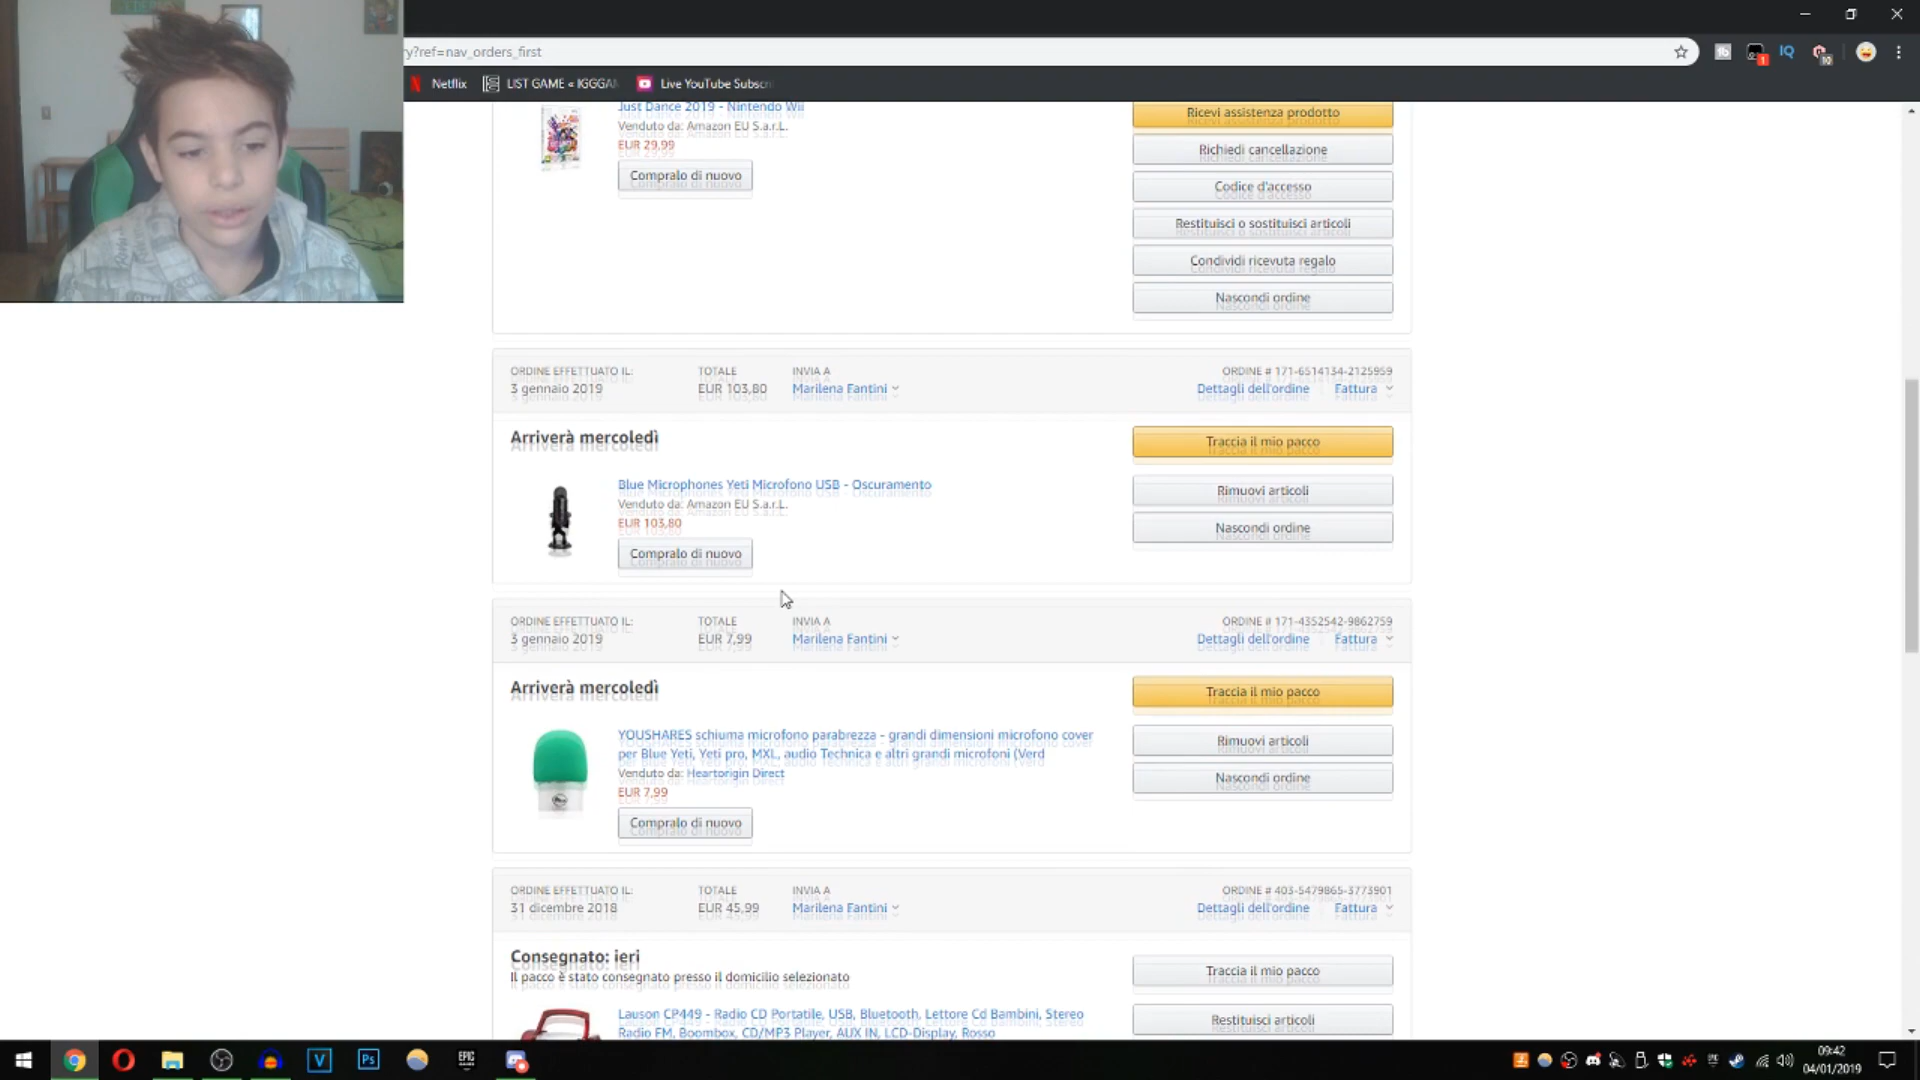 ry?ref=nav_orders_first
Netflix
LIST GAME « IGGGAM
Live YouTube Subscri
Just Dance 2019 - Nintendo Wii
Venduto da: Amazon EU S.a.r.L.
EUR 29,99
Compralo di nuovo
Ricevi assistenza prodotto
Richiedi cancellazione
Codice d'accesso
Restituisci o sostituisci articoli
Condividi ricevuta regalo
Nascondi ordine
ORDINE EFFETTUATO IL: TOTALE INVIA A ORDINE # 171-6514134-2125959
3 gennaio 2019 EUR 103,80 Marilena Fantini Dettagli dell'ordine Fattura
Arriverà mercoledì
Blue Microphones Yeti Microfono USB - Oscuramento
Venduto da: Amazon EU S.a.r.L.
EUR 103,80
Compralo di nuovo
Traccia il mio pacco
Rimuovi articoli
Nascondi ordine
ORDINE EFFETTUATO IL: TOTALE INVIA A ORDINE # 171-4352542-9862759
3 gennaio 2019 EUR 7,99 Marilena Fantini Dettagli dell'ordine Fattura
Arriverà mercoledì
YOUSHARES schiuma microfono parabrezza - grandi dimensioni microfono cover
per Blue Yeti, Yeti pro, MXL, audio Technica e altri grandi microfoni (Verd
Venduto da: Heartorigin Direct
EUR 7,99
Compralo di nuovo
Traccia il mio pacco
Rimuovi articoli
Nascondi ordine
ORDINE EFFETTUATO IL: TOTALE INVIA A ORDINE # 403-5479865-3773901
31 dicembre 2018 EUR 45,99 Marilena Fantini Dettagli dell'ordine Fattura
Consegnato: ieri
Il pacco è stato consegnato presso il domicilio selezionato
Lauson CP449 - Radio CD Portatile, USB, Bluetooth, Lettore Cd Bambini, Stereo
Radio FM, Boombox, CD/MP3 Player, AUX IN, LCD-Display, Rosso
Traccia il mio pacco
Restituisci articoli
09:42
04/01/2019